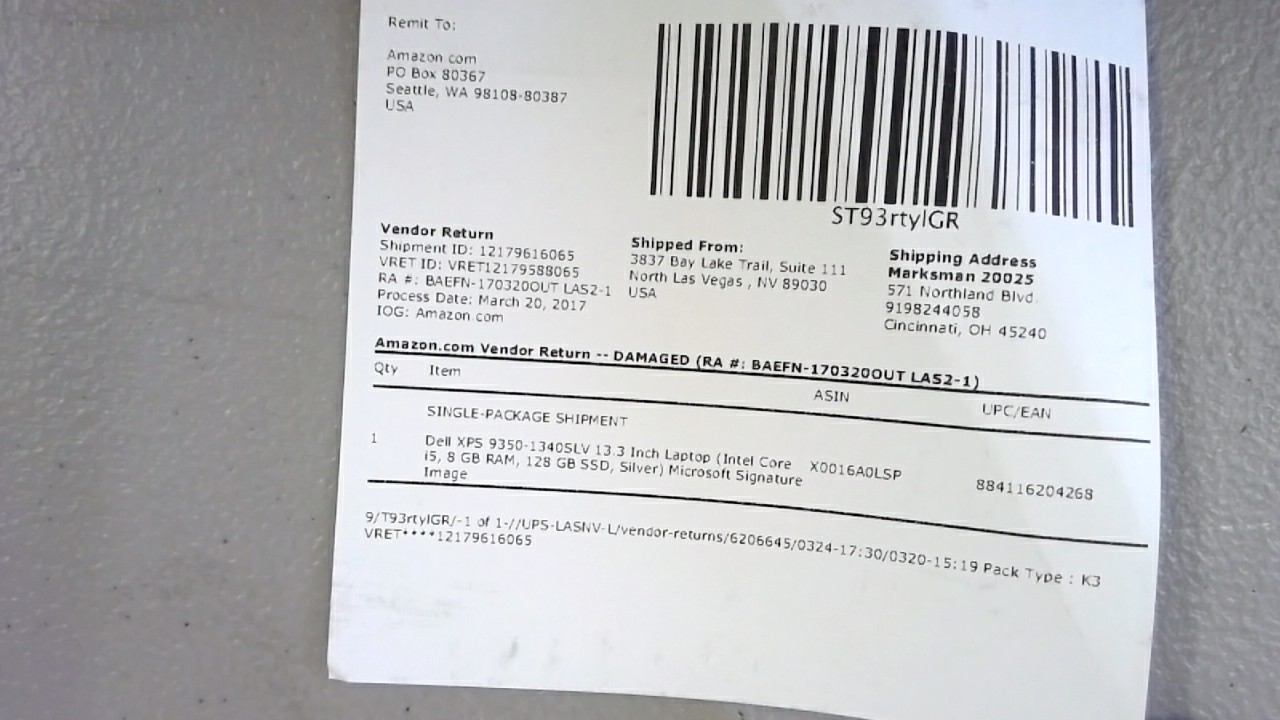 Remit To:
Amazon com
PO Box 80367
Seattle, WA 98108-80387
USA
ST93rtylGR
Vendor Return
Shipment ID: 12179616065
VRET ID: VRET12179588065
RA #: BAEFN-170320OUT LAS2-1
Process Date: March 20, 2017
IOG: Amazon com
Shipped From:
3837 Bay Lake Trail, Suite 111
North Las Vegas , NV 89030
USA
Shipping Address
Marksman 20025
571 Northland Blvd.
9198244058
Cincinnati, OH 45240
Amazon.com Vendor Return -- DAMAGED (RA #: BAEFN-170320OUT LAS2-1)
Qty Item ASIN UPC/EAN
SINGLE-PACKAGE SHIPMENT
1 Dell XPS 9350-1340SLV 13.3 Inch Laptop (Intel Core X0016A0LSP 884116204268
i5, 8 GB RAM, 128 GB SSD, Silver) Microsoft Signature
Image
9/T93rtylGR/-1 of 1-//UPS-LASNV-L/vendor-returns/6206645/0324-17:30/0320-15:19 Pack Type : K3
VRET****12179616065